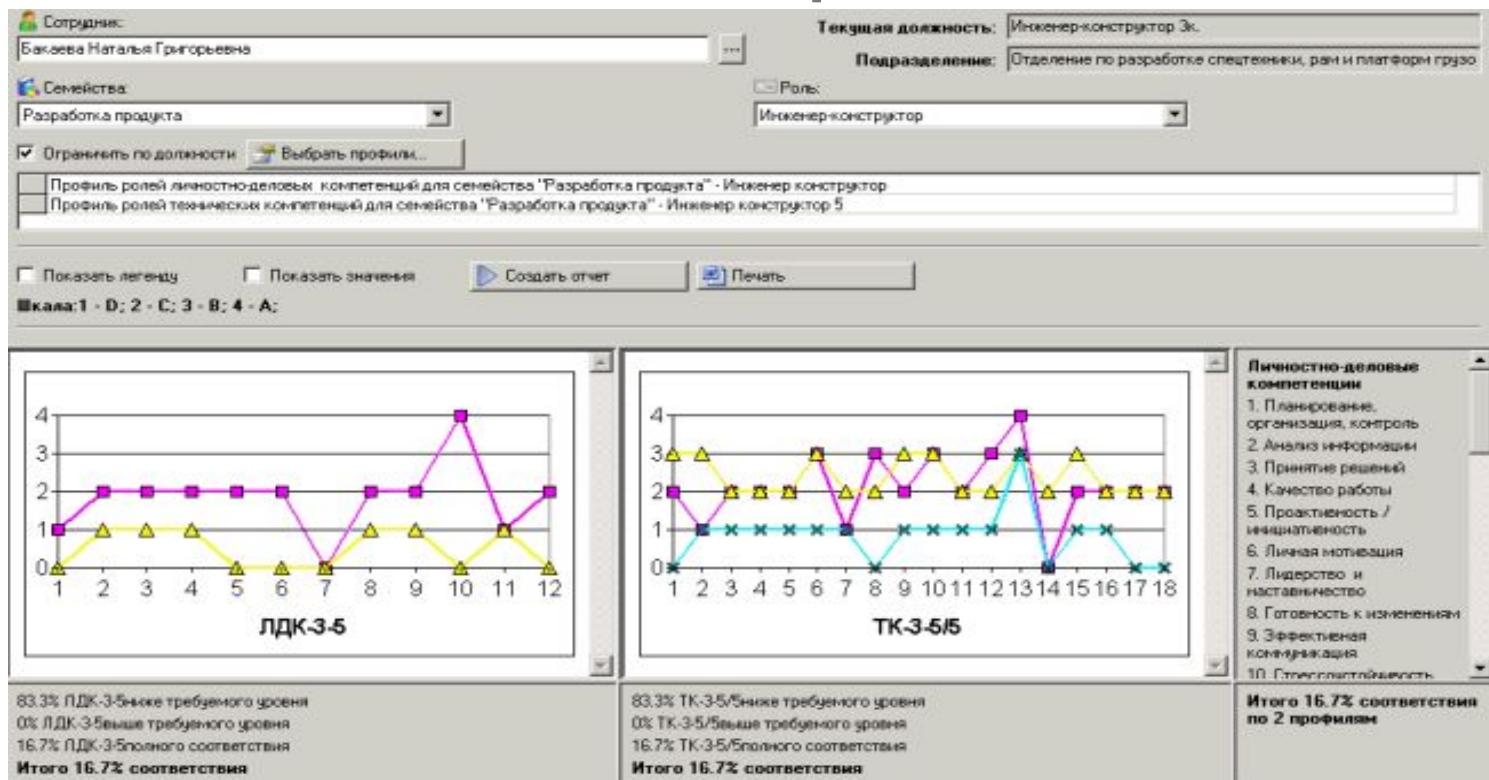 Сотрудник:
Бакаева Наталья Григорьевна
...
Текущая должность: Инженер-конструктор 3к.
Подразделение: Отделение по разработке спецтехники, рам и платформ грузо
Семейства:
Разработка продукта
Роль:
Инженер-конструктор
Ограничить по должности Выбрать профили...
Профиль ролей личностно-деловых компетенций для семейства "Разработка продукта" - Инженер конструктор
Профиль ролей технических компетенций для семейства "Разработка продукта" - Инженер конструктор 5
Показать легенду Показать значения Создать отчет Печать
Шкала:1 - D; 2 - C; 3 - B; 4 - A;
4
3
2
1
0
1 2 3 4 5 6 7 8 9 10 11 12
ЛДК-3-5
4
3
2
1
0
1 2 3 4 5 6 7 8 9 10 11 12 13 14 15 16 17 18
ТК-3-5/5
Личностно-деловые
компетенции
1. Планирование,
организация, контроль
2. Анализ информации
3. Принятие решений
4. Качество работы
5. Проактивность /
инициативность
6. Личная мотивация
7. Лидерство и
наставничество
8. Готовность к изменениям
9. Эффективная
коммуникация
10. Стрессоустойчивость
83.3% ЛДК-3-5ниже требуемого уровня
0% ЛДК-3-5выше требуемого уровня
16.7% ЛДК-3-5полного соответствия
Итого 16.7% соответствия
83.3% ТК-3-5/5ниже требуемого уровня
0% ТК-3-5/5выше требуемого уровня
16.7% ТК-3-5/5полного соответствия
Итого 16.7% соответствия
Итого 16.7% соответствия
по 2 профилям